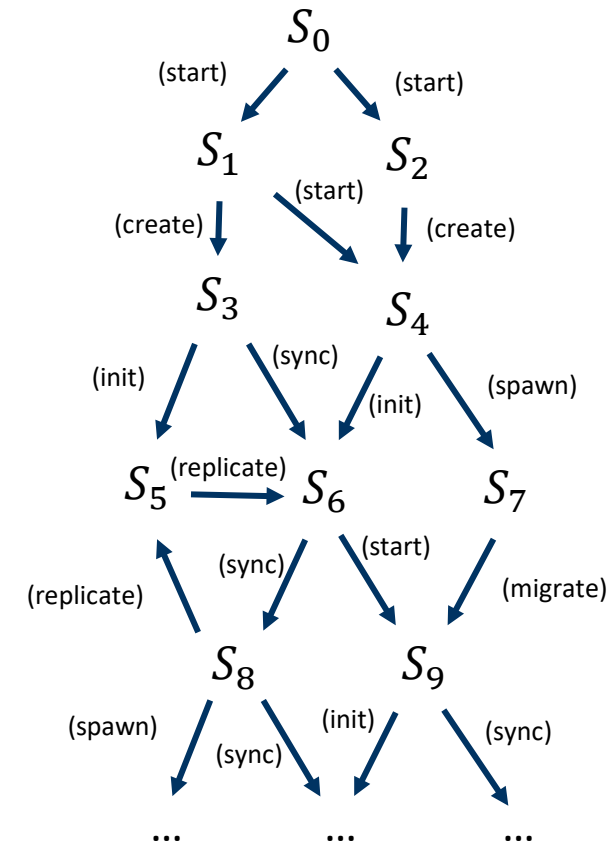 S₀
(start)
(start)
S₁
S₂
(start)
(create)
(create)
S₃
S₄
(init)
(sync)
(init)
(spawn)
(replicate)
S₅
S₆
S₇
(sync)
(start)
(replicate)
(migrate)
S₈
S₉
(spawn)
(sync)
(init)
(sync)
...
...
...